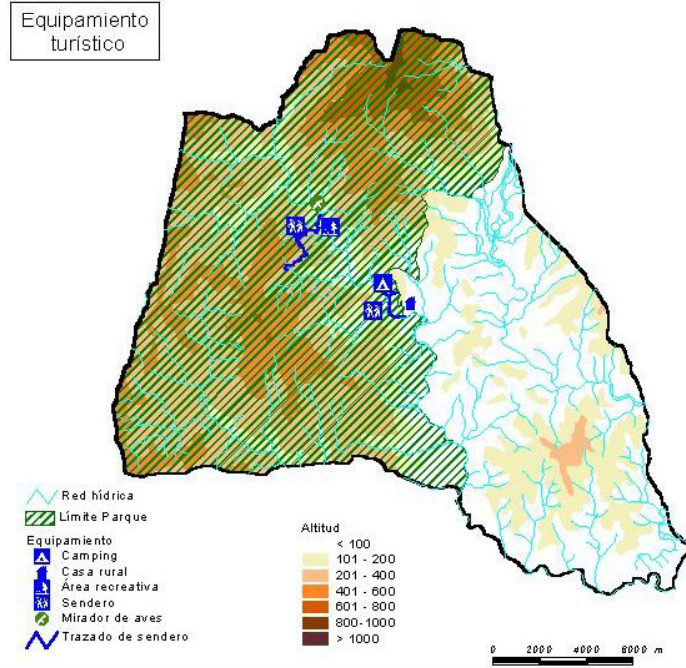 Equipamiento
turístico
Red hídrica
Límite Parque
Equipamiento
Camping
Casa rural
Área recreativa
Sendero
Mirador de aves
Trazado de sendero
Altitud
< 100
101 - 200
201 - 400
401 - 600
601 - 800
800-1000
> 1000
0 2000 4000 6000 m